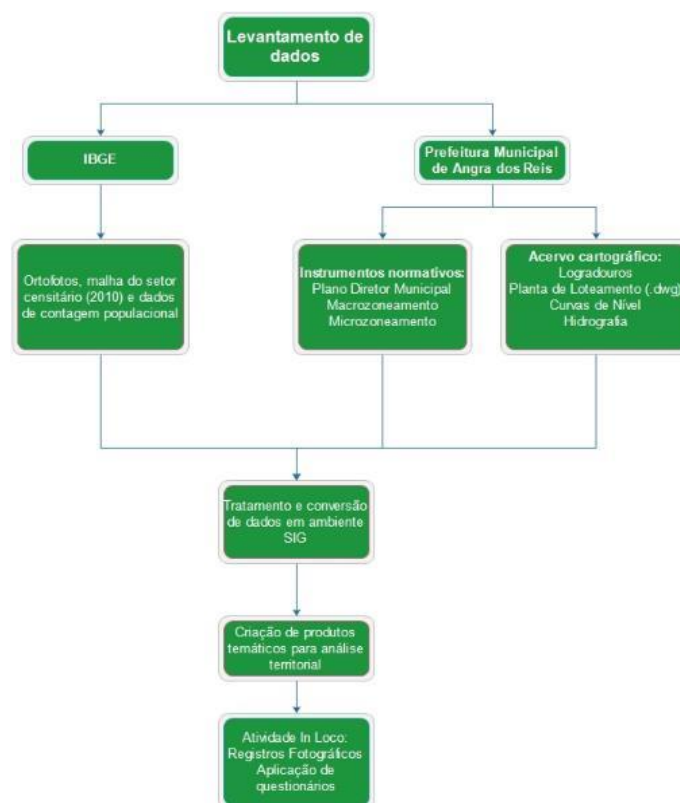 Levantamento de
dados
IBGE
Prefeitura Municipal
de Angra dos Reis
Ortofotos, malha do setor
censitário (2010) e dados
de contagem populacional
Instrumentos normativos:
Plano Diretor Municipal
Macrozoneamento
Microzoneamento
Acervo cartográfico:
Logradouros
Planta de Loteamento (.dwg)
Curvas de Nível
Hidrografia
Tratamento e conversão
de dados em ambiente
SIG
Criação de produtos
temáticos para análise
territorial
Atividade In Loco:
Registros Fotográficos
Aplicação de
questionários